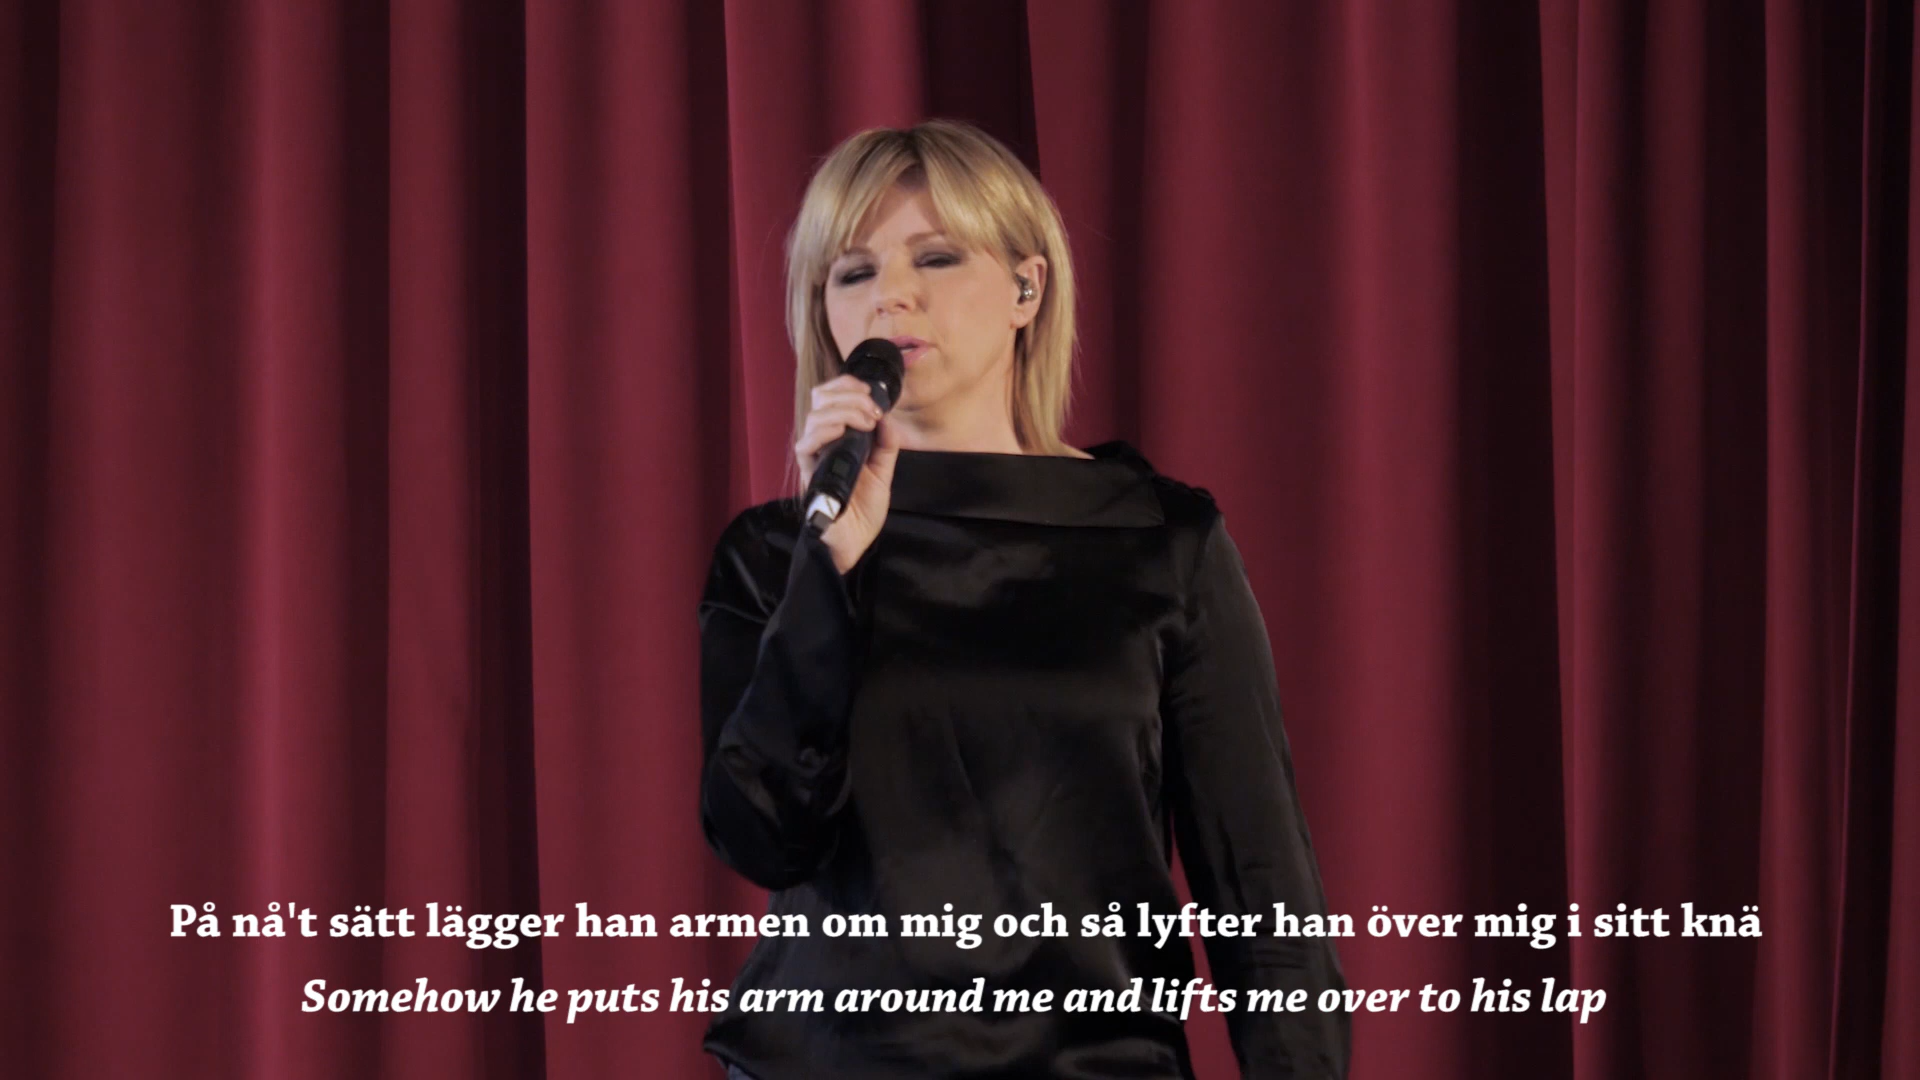 På nå't sätt lägger han armen om mig och så lyfter han över mig i sitt knä
Somehow he puts his arm around me and lifts me over to his lap